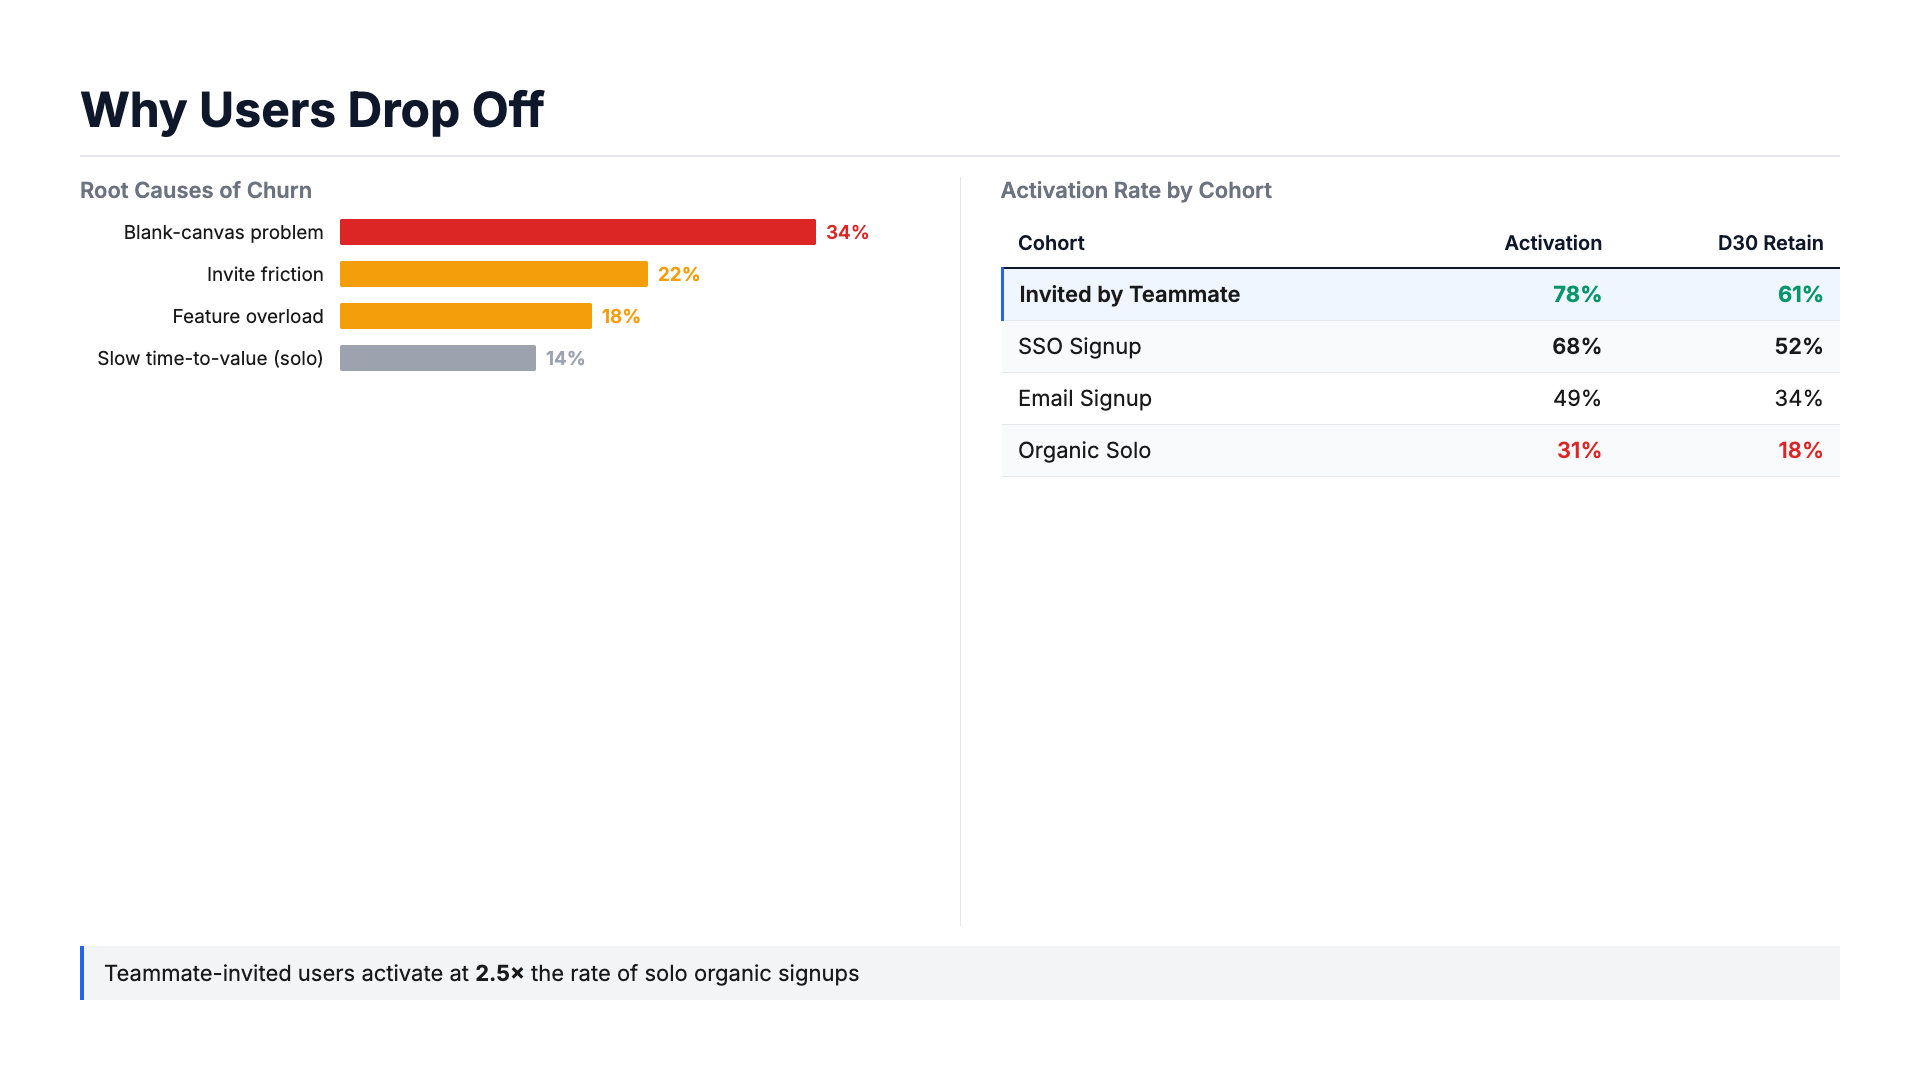 Why Users Drop Off
Root Causes of Churn
Blank-canvas problem 34%
Invite friction 22%
Feature overload 18%
Slow time-to-value (solo) 14%
Activation Rate by Cohort
Cohort Activation D30 Retain
Invited by Teammate 78% 61%
SSO Signup 68% 52%
Email Signup 49% 34%
Organic Solo 31% 18%
Teammate-invited users activate at 2.5× the rate of solo organic signups